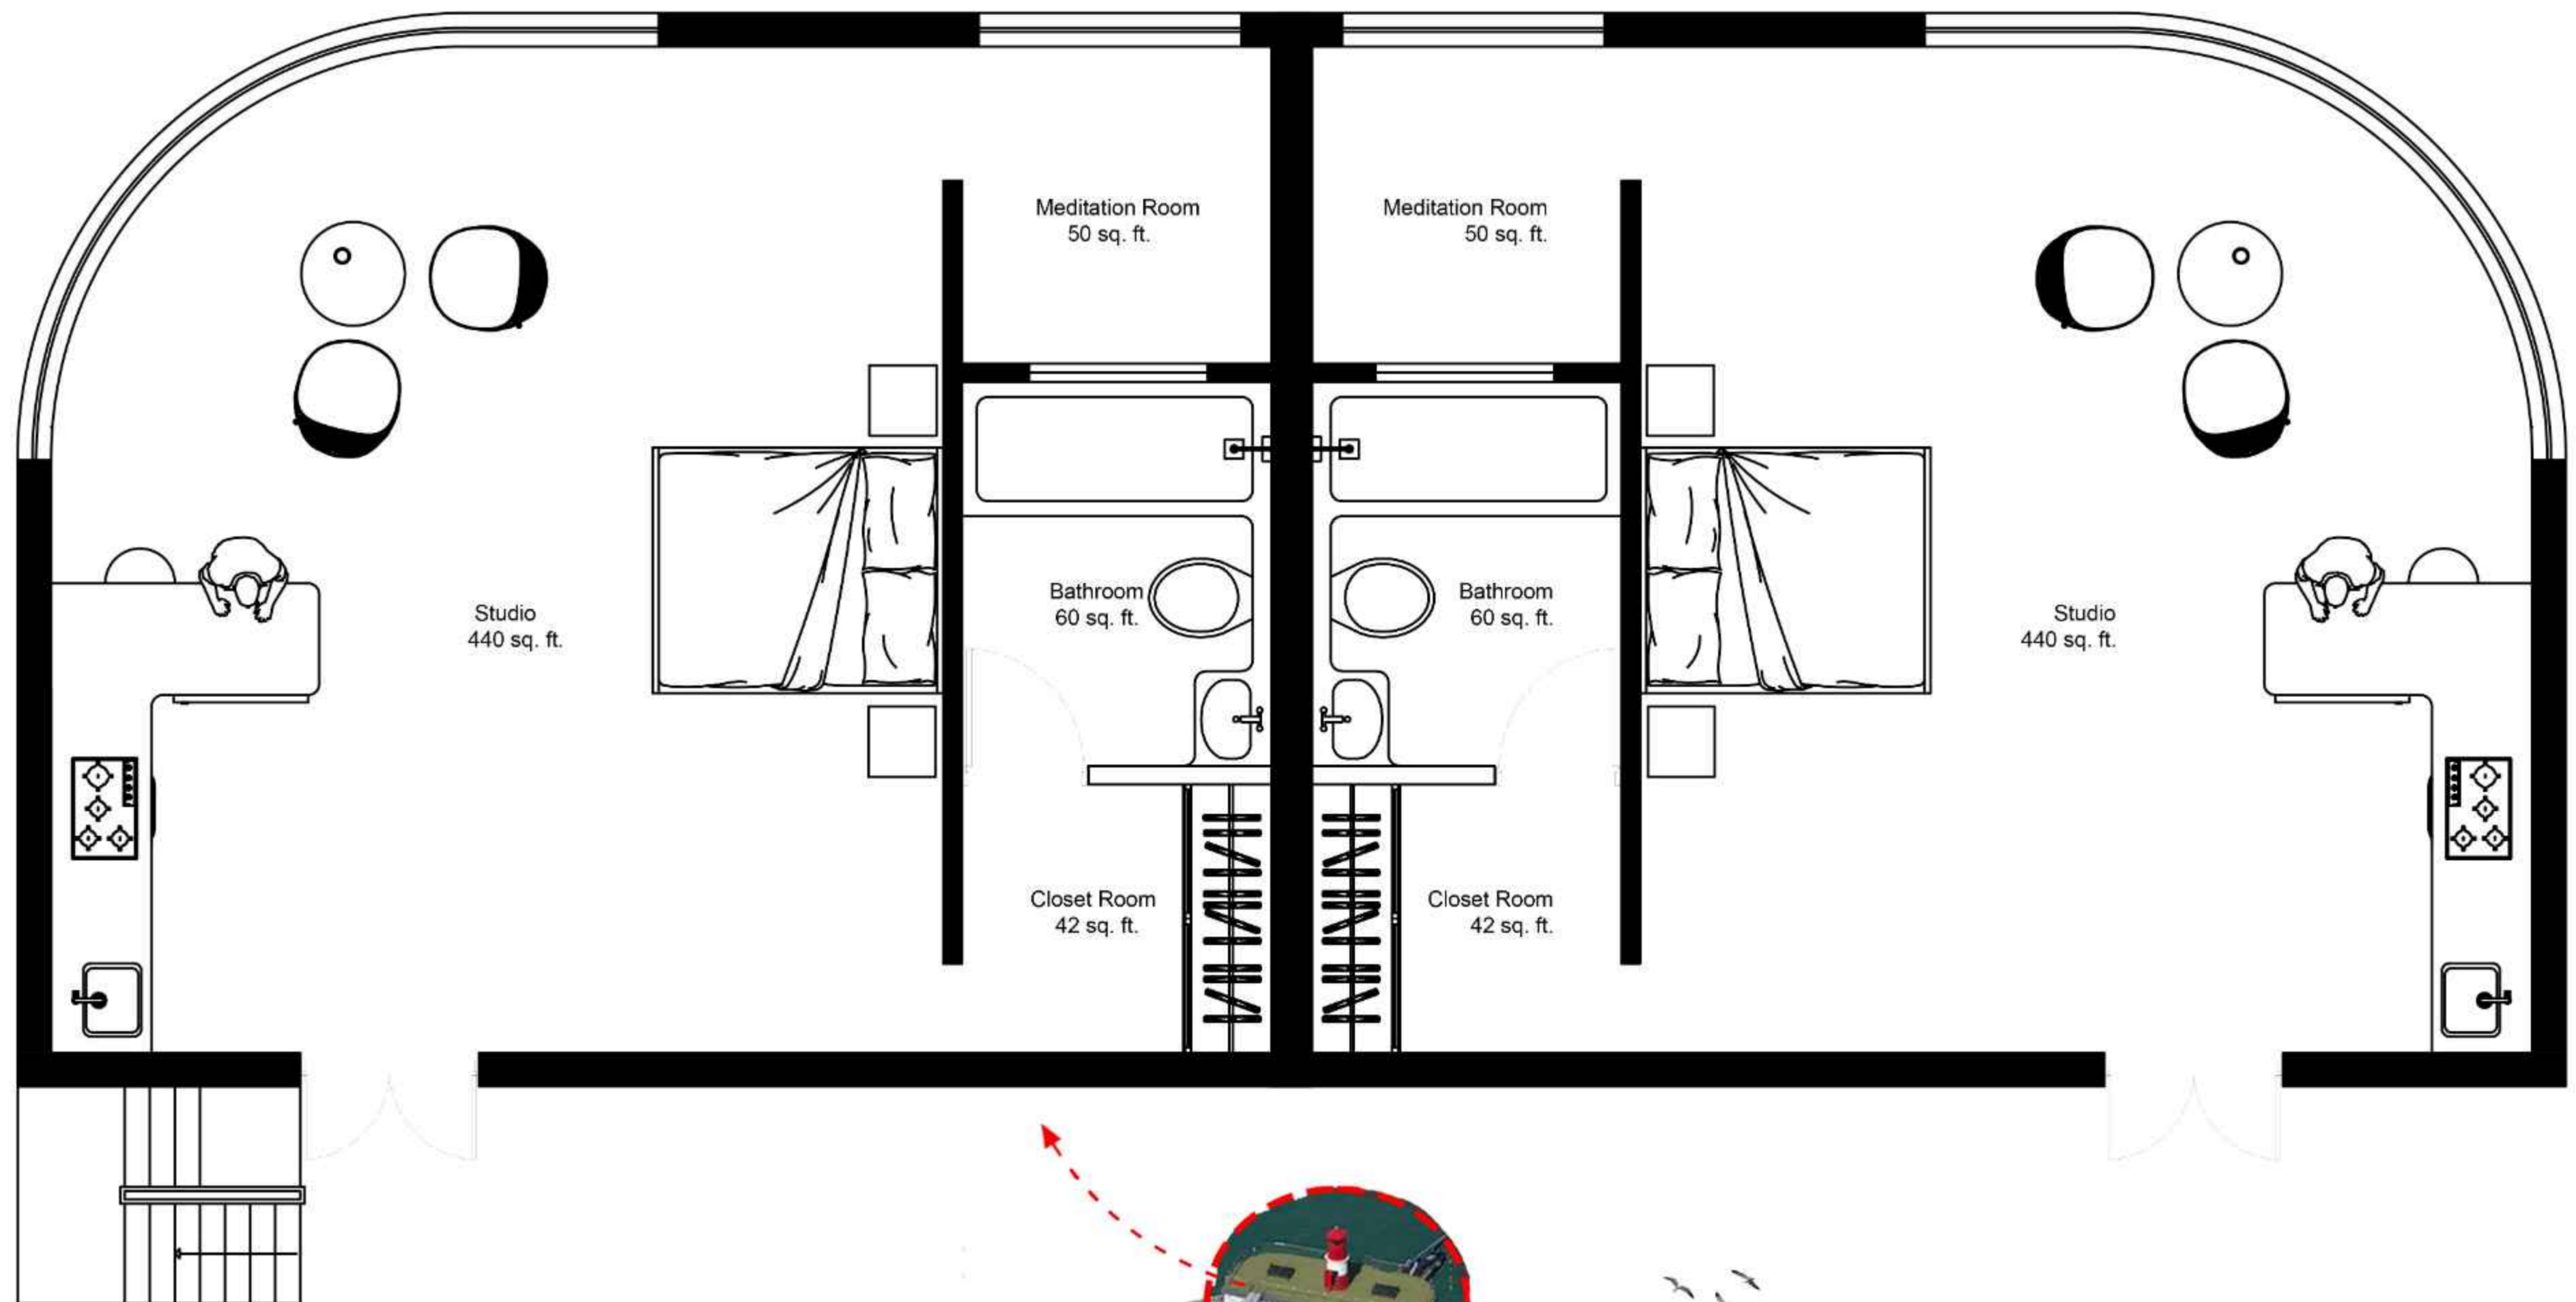 Meditation Room
50 sq. ft.
Meditation Room
50 sq. ft.
Studio
440 sq. ft.
Bathroom
60 sq. ft.
Bathroom
60 sq. ft.
Studio
440 sq. ft.
Closet Room
42 sq. ft.
Closet Room
42 sq. ft.